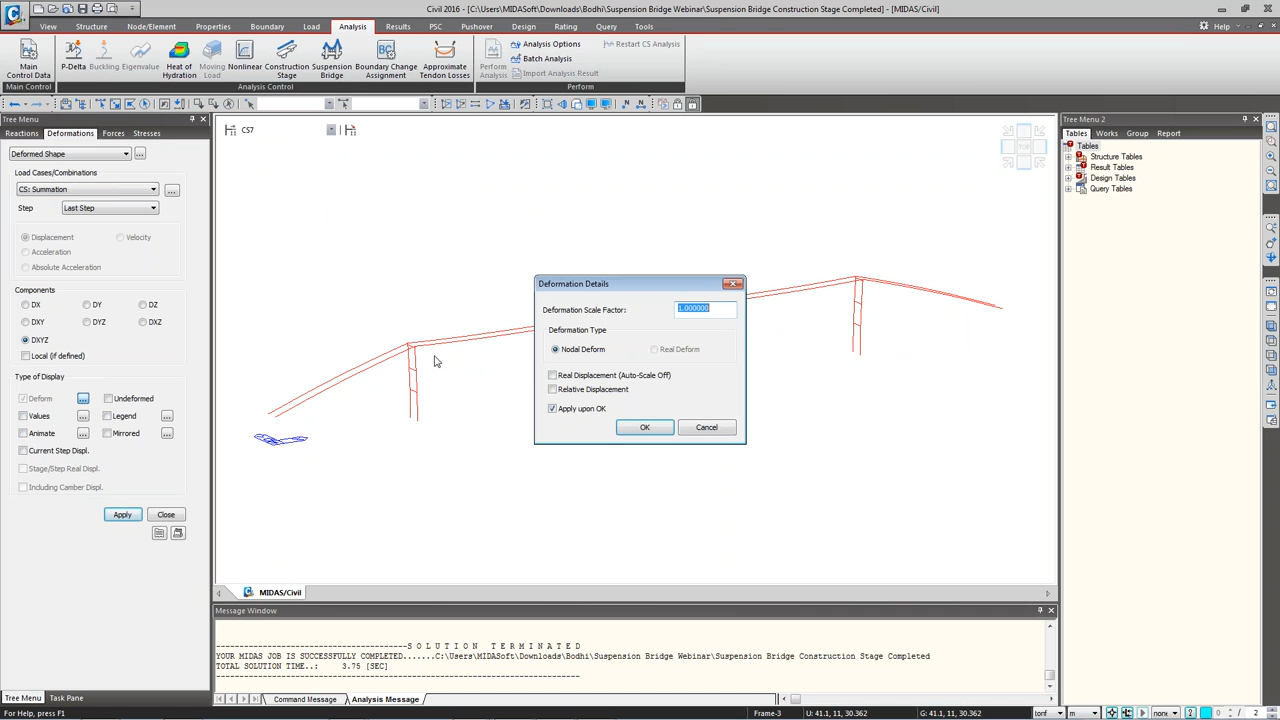 Civil 2016 - [C:\Users\MIDASoft\Downloads\Bodhi\Suspension Bridge Webinar\Suspension Bridge Construction Stage Completed] - [MIDAS/Civil]
View Structure Node/Element Properties Boundary Load Analysis Results PSC Pushover Design Rating Query Tools Help
Main Control Data
P-Delta
Buckling
Eigenvalue
Heat of Hydration
Moving Load
Nonlinear
Construction Stage
Suspension Bridge
Boundary Change Assignment
Approximate Tendon Losses
Perform Analysis
Analysis Options
Batch Analysis
Import Analysis Result
Restart CS Analysis
Main Control Analysis Control Perform
Tree Menu
Reactions Deformations Forces Stresses
Deformed Shape
Load Cases/Combinations
CS: Summation
Step Last Step
Displacement Velocity
Acceleration
Absolute Acceleration
Components
DX DY DZ
DXY DYZ DXZ
DXYZ
Local (if defined)
Type of Display
Deform Undeformed
Values Legend
Animate Mirrored
Current Step Displ.
Stage/Step Real Displ.
Including Camber Displ.
Apply Close
Tree Menu Task Pane
CS7
TOP
Deformation Details
Deformation Scale Factor: 1.000000
Deformation Type
Nodal Deform Real Deform
Real Displacement (Auto-Scale Off)
Relative Displacement
Apply upon OK
OK Cancel
MIDAS/Civil
Message Window
SOLUTION TERMINATED
YOUR MIDAS JOB IS SUCCESSFULLY COMPLETED......C:\Users\MIDASoft\Downloads\Bodhi\Suspension Bridge Webinar\Suspension Bridge Construction Stage Completed
TOTAL SOLUTION TIME..: 3.75 [SEC]
Command Message Analysis Message
Tree Menu 2
Tables Works Group Report
Tables
Structure Tables
Result Tables
Design Tables
Query Tables
For Help, press F1
Frame-3
U: 41.1, 11, 30.362
G: 41.1, 11, 30.362
tonf m
none
0 / 2